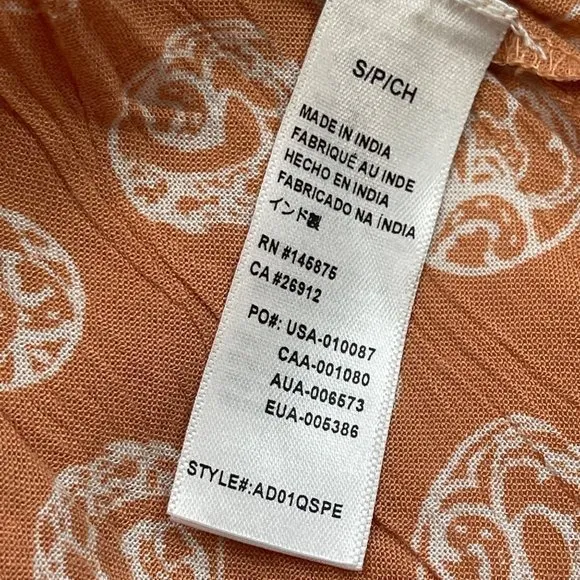 S/P/CH
MADE IN INDIA
FABRIQUÉ AU INDE
HECHO EN INDIA
FABRICADO NA ÍNDIA
インド製
RN #145875
CA #26912
PO#: USA-010087
CAA-001080
AUA-006573
EUA-005386
STYLE#:AD01QSPE